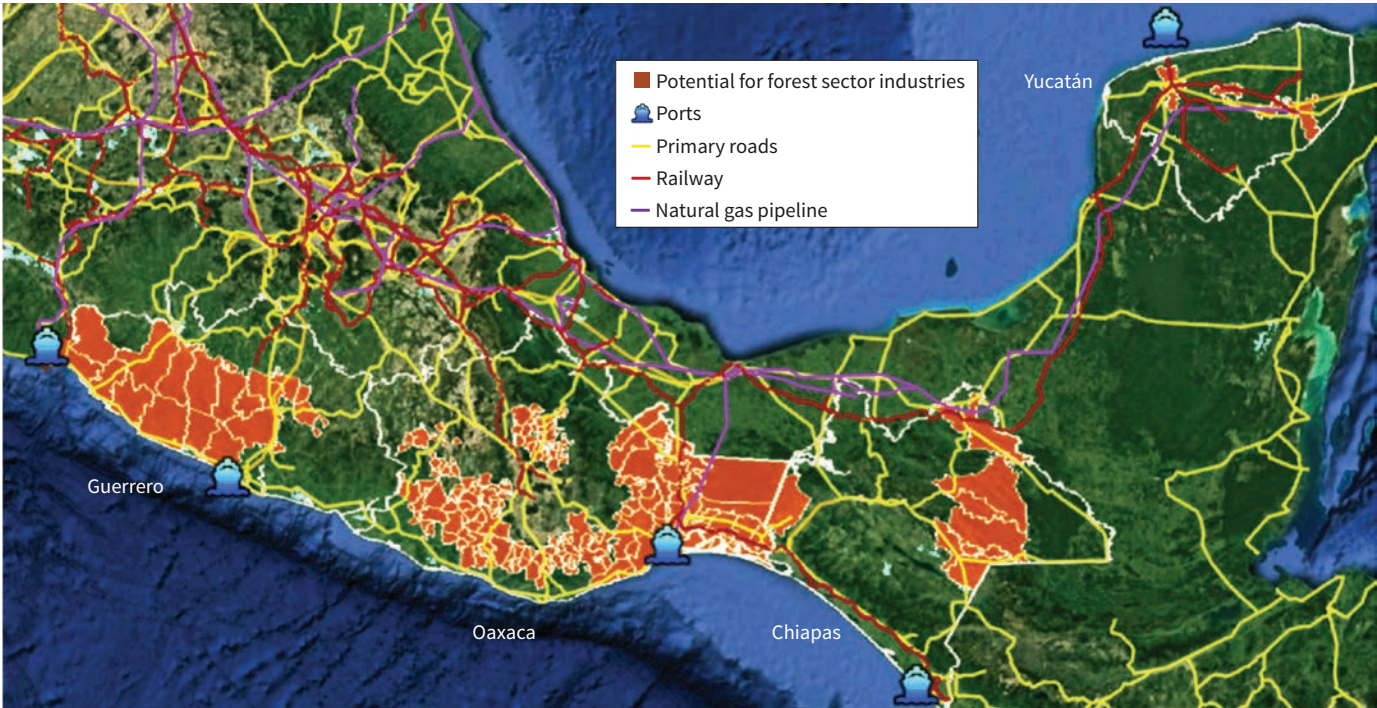 Potential for forest sector industries
Ports
Primary roads
Railway
Natural gas pipeline
Yucatán
Guerrero
Oaxaca
Chiapas